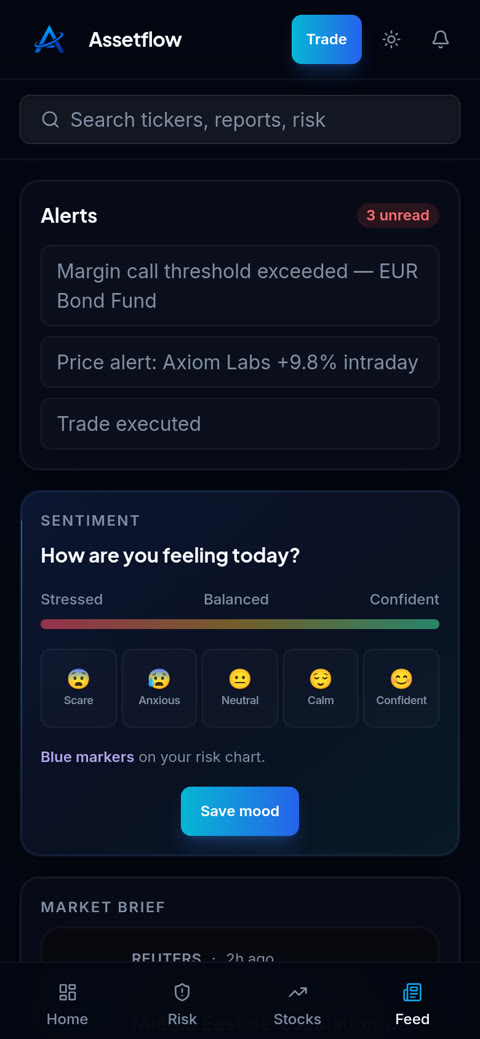 Assetflow
Trade
Search tickers, reports, risk
Alerts
3 unread
Margin call threshold exceeded — EUR
Bond Fund
Price alert: Axiom Labs +9.8% intraday
Trade executed
SENTIMENT
How are you feeling today?
Stressed
Balanced
Confident
Scare
Anxious
Neutral
Calm
Confident
Blue markers on your risk chart.
Save mood
MARKET BRIEF
REUTERS · 2h ago
Middle East
Home
Risk
Stocks
Feed